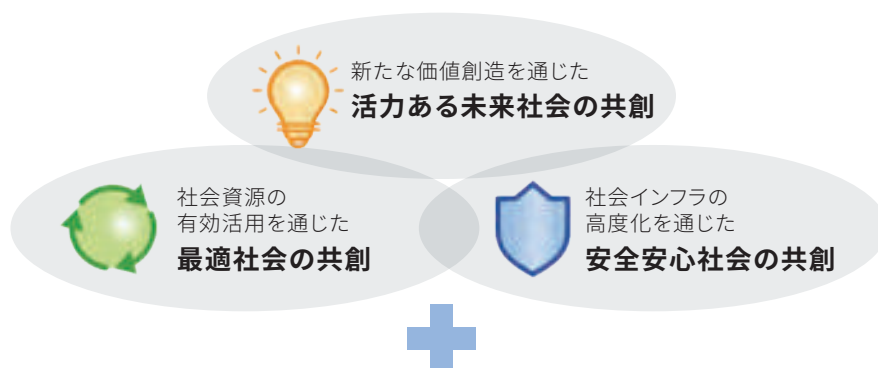 新たな価値創造を通じた
活力ある未来社会の共創
社会資源の
有効活用を通じた
最適社会の共創
社会インフラの
高度化を通じた
安全安心社会の共創